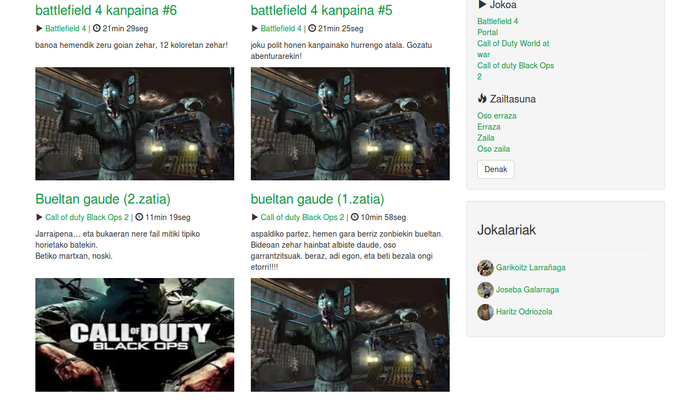 battlefield 4 kanpaina #6
Battlefield 4 | 21min 29seg
banoa hemendik zeru goian zehar, 12 koloretan zehar!
battlefield 4 kanpaina #5
Battlefield 4 | 21min 25seg
joku polit honen kanpainako hurrengo atala. Gozatu
abenturarekin!
Bueltan gaude (2.zatia)
Call of duty Black Ops 2 | 11min 19seg
Jarraipena... eta bukaeran nere fail mitiki tipiko
horietako batekin.
Betiko martxan, noski.
CALL OF DUTY
BLACK OPS
bueltan gaude (1.zatia)
Call of duty Black Ops 2 | 10min 58seg
aspaldiko partez, hemen gara berriz zonbiekin bueltan.
Bideoan zehar hainbat albiste daude, oso
garrantzitsuak. beraz, adi egon, eta beti bezala ongi
etorri!!!!
Jokoa
Battlefield 4
Portal
Call of Duty World at
war
Call of duty Black Ops
2
Zailtasuna
Oso erraza
Erraza
Zaila
Oso zaila
Denak
Jokalariak
Garikoitz Larrañaga
Joseba Galarraga
Haritz Odriozola